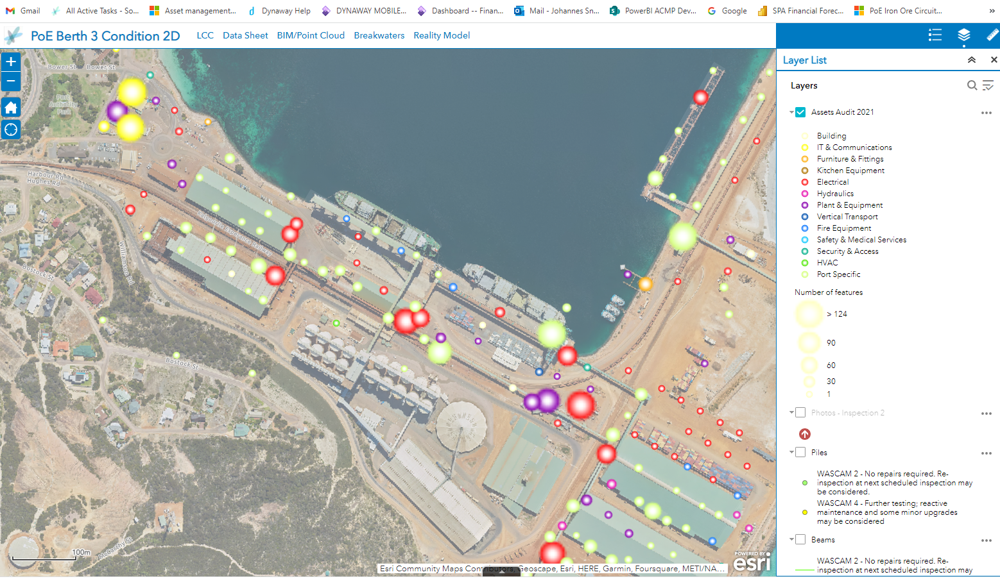 Gmail
All Active Tasks - So...
Asset management...
Dynaway Help
DYNAWAY MOBILE...
Dashboard -- Finan...
Mail - Johannes Sn...
PowerBI ACMP Dev...
Google
SPA Financial Forec...
PoE Iron Ore Circuit...
»
PoE Berth 3 Condition 2D
LCC
Data Sheet
BIM/Point Cloud
Breakwaters
Reality Model
+
−
Bower St
Bower St
Port
Authority
Park
Harbour Rd
Hughes Rd
Kalgoorlie Esperance Railway
Williamson Rd
Bostock St
Bostock St
McCarthy St
100m
Esri Community Maps Contributors, Geoscape, Esri, HERE, Garmin, Foursquare, METI/NA...
POWERED BY
esri
Layer List
Layers
Assets Audit 2021
Building
IT & Communications
Furniture & Fittings
Kitchen Equipment
Electrical
Hydraulics
Plant & Equipment
Vertical Transport
Fire Equipment
Safety & Medical Services
Security & Access
HVAC
Port Specific
Number of features
> 124
90
60
30
1
Photos - Inspection 2
Piles
WASCAM 2 - No repairs required. Re-
inspection at next scheduled inspection may
be considered.
WASCAM 4 - Further testing; reactive
maintenance and some minor upgrades
may be considered
Beams
WASCAM 2 - No repairs required. Re-
inspection at next scheduled inspection may